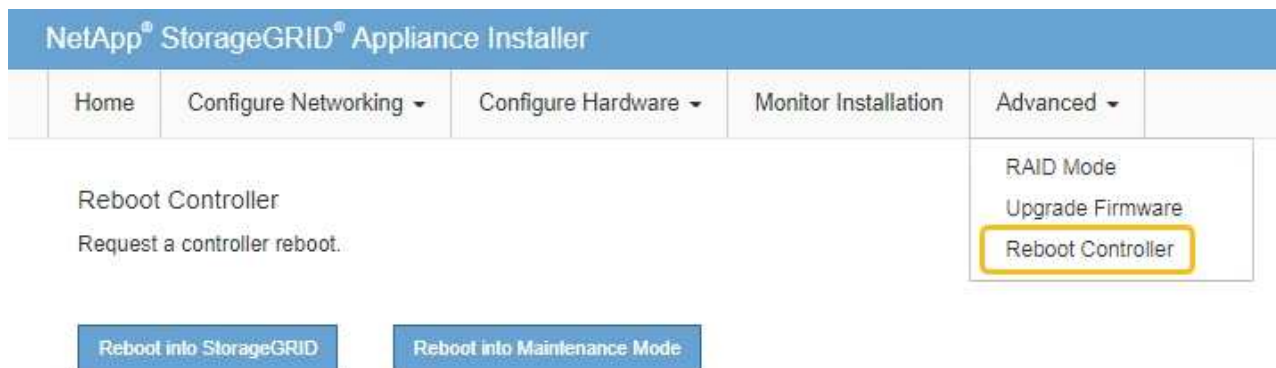 NetApp® StorageGRID® Appliance Installer
Home Configure Networking Configure Hardware Monitor Installation Advanced
RAID Mode
Upgrade Firmware
Reboot Controller
Reboot Controller
Request a controller reboot.
Reboot into StorageGRID Reboot into Maintenance Mode